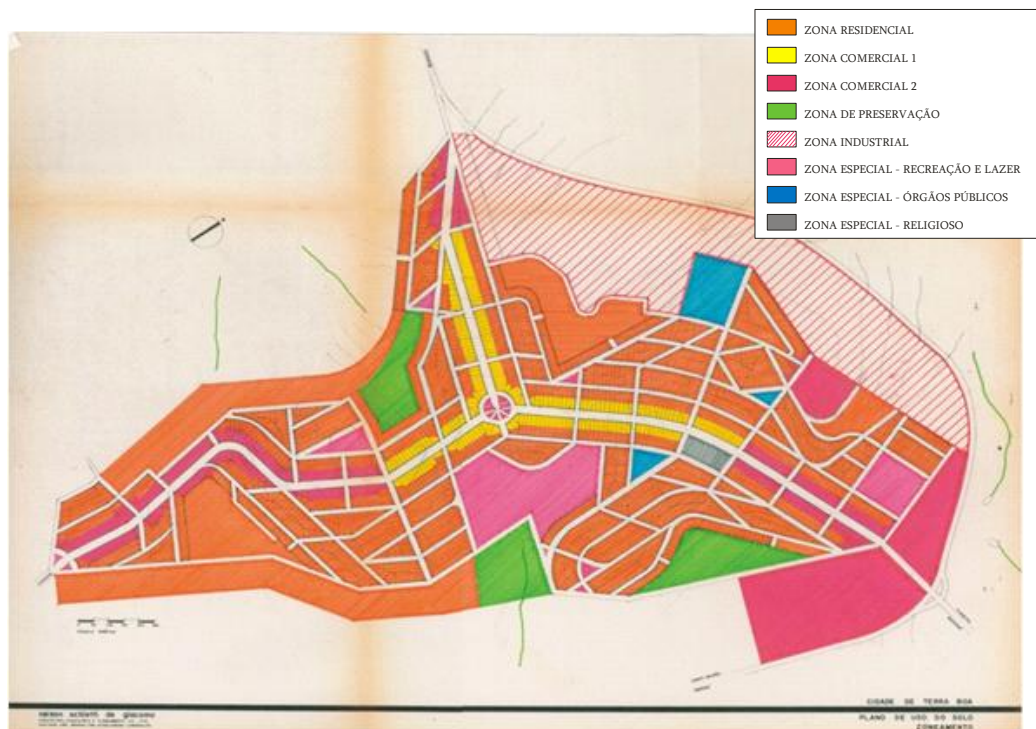 ZONA RESIDENCIAL
ZONA COMERCIAL 1
ZONA COMERCIAL 2
ZONA DE PRESERVAÇÃO
ZONA INDUSTRIAL
ZONA ESPECIAL - RECREAÇÃO E LAZER
ZONA ESPECIAL - ÓRGÃOS PÚBLICOS
ZONA ESPECIAL - RELIGIOSO
CIDADE DE TERRA BOA
PLANO DE USO DO SOLO
ZONEAMENTO